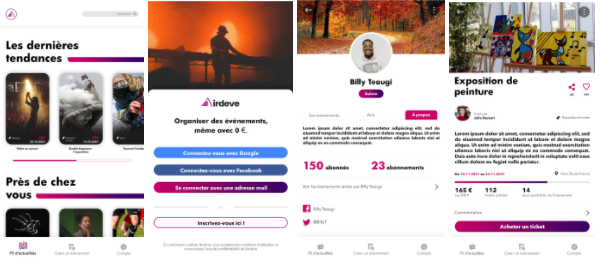 Les dernières
tendances
Près de chez
vous
Fil d'actualités
Créer un événement
Compte
Airdeve
Organiser des événements,
même avec 0 €.
Connectez-vous avec Google
Connectez-vous avec Facebook
Se connecter avec une adresse mail
Inscrivez-vous ici !
Billy Teaugi
Suivre
Ses événements
Avis
À propos
Lorem ipsum dolor sit amet, consectetur adipiscing elit, sed do
eiusmod tempor incididunt ut labore et dolore magna aliqua. Ut
enim ad minim veniam, quis nostrud exercitation ullamco laboris
nisi ut aliquip ex ea commodo consequat.
150 abonnés
23 abonnements
Voir les événements aimés par Billy Teaugi
Billy Teaugi
@BillyT
Fil d'actualités
Créer un événement
Compte
Exposition de
peinture
Lorem ipsum dolor sit amet, consectetur adipiscing elit, sed do
eiusmod tempor incididunt ut labore et dolore magna aliqua.
Ut enim ad minim veniam, quis nostrud exercitation ullamco
laboris nisi ut aliquip ex ea commodo consequat.
Duis aute irure dolor in reprehenderit in voluptate velit esse
cillum dolore eu fugiat nulla pariatur.
165 €
112
14
Commentaires
Acheter un ticket
Fil d'actualités
Créer un événement
Compte